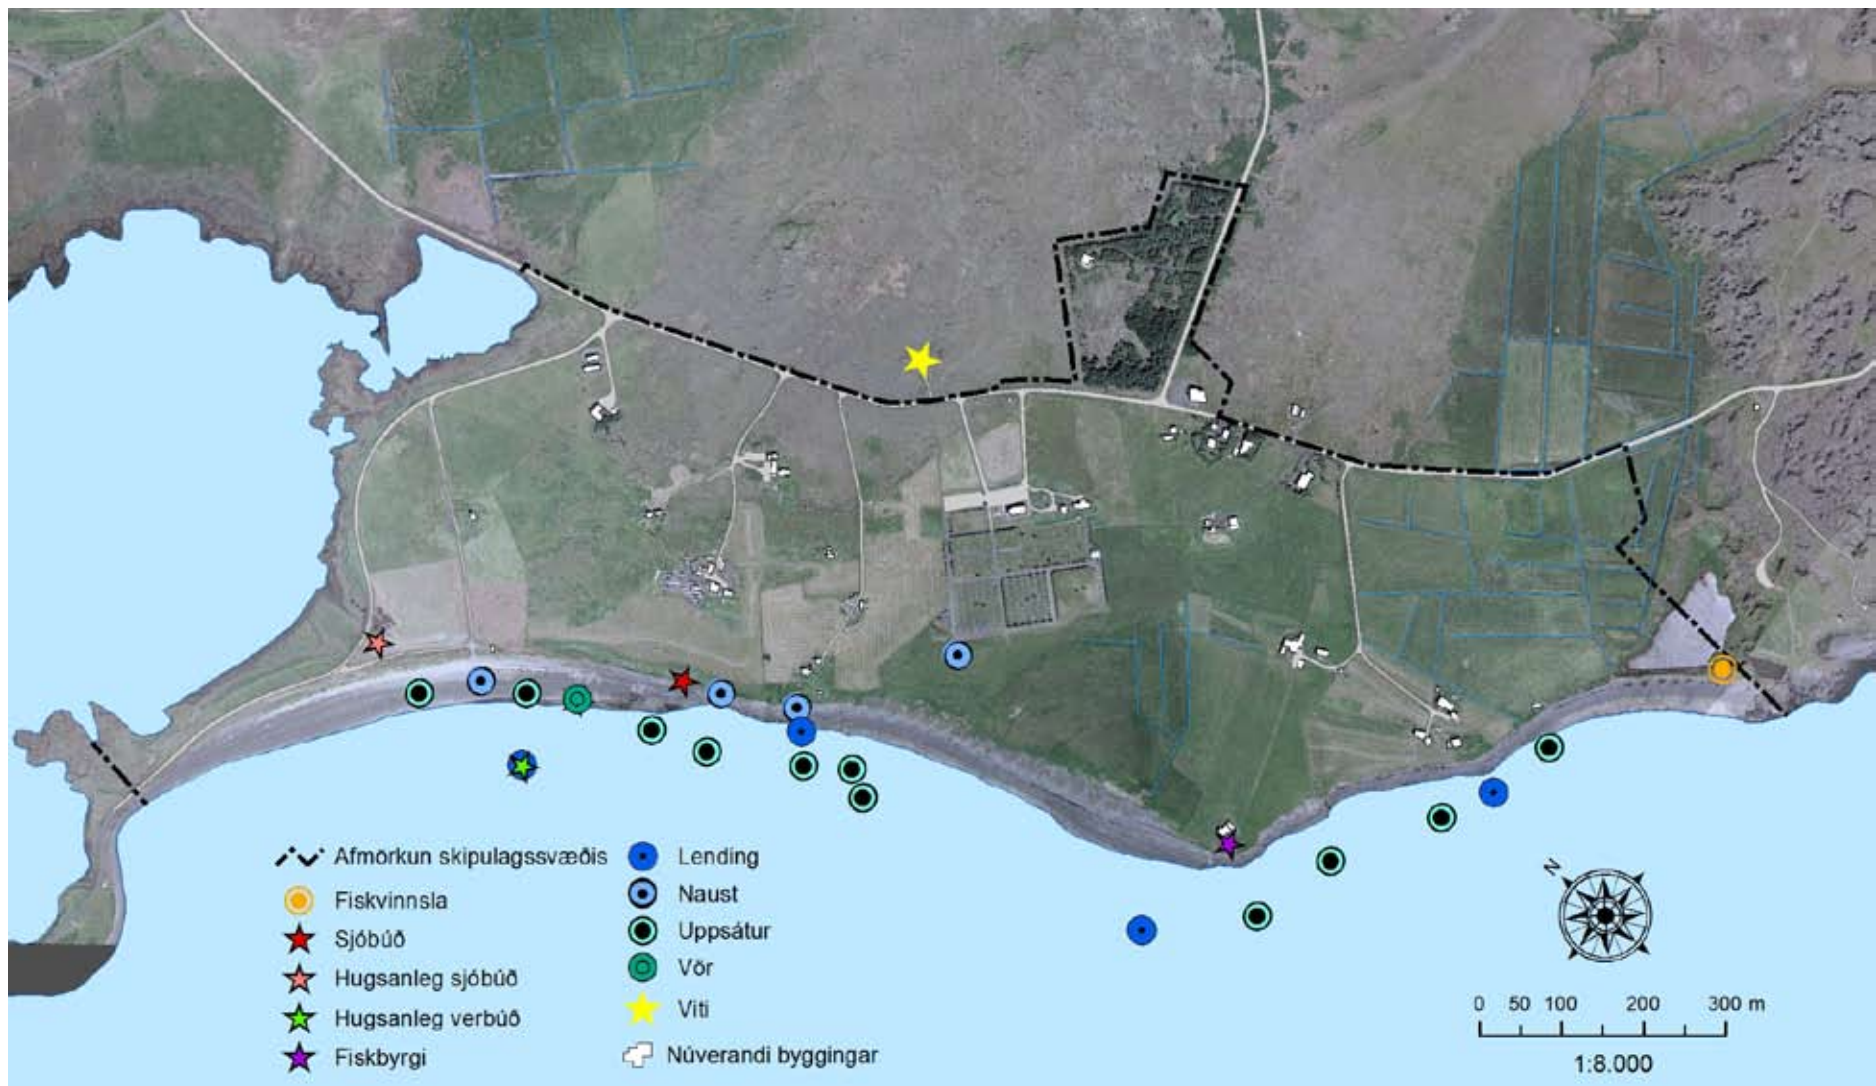 Afmörkun skipulagssvæðis
Fiskvinnsla
Sjóbúð
Hugsanleg sjóbúð
Hugsanleg verbúð
Fiskbyrgi
Lending
Naust
Uppsátur
Vör
Viti
Núverandi byggingar
N
0 50 100 200 300 m
1:8.000